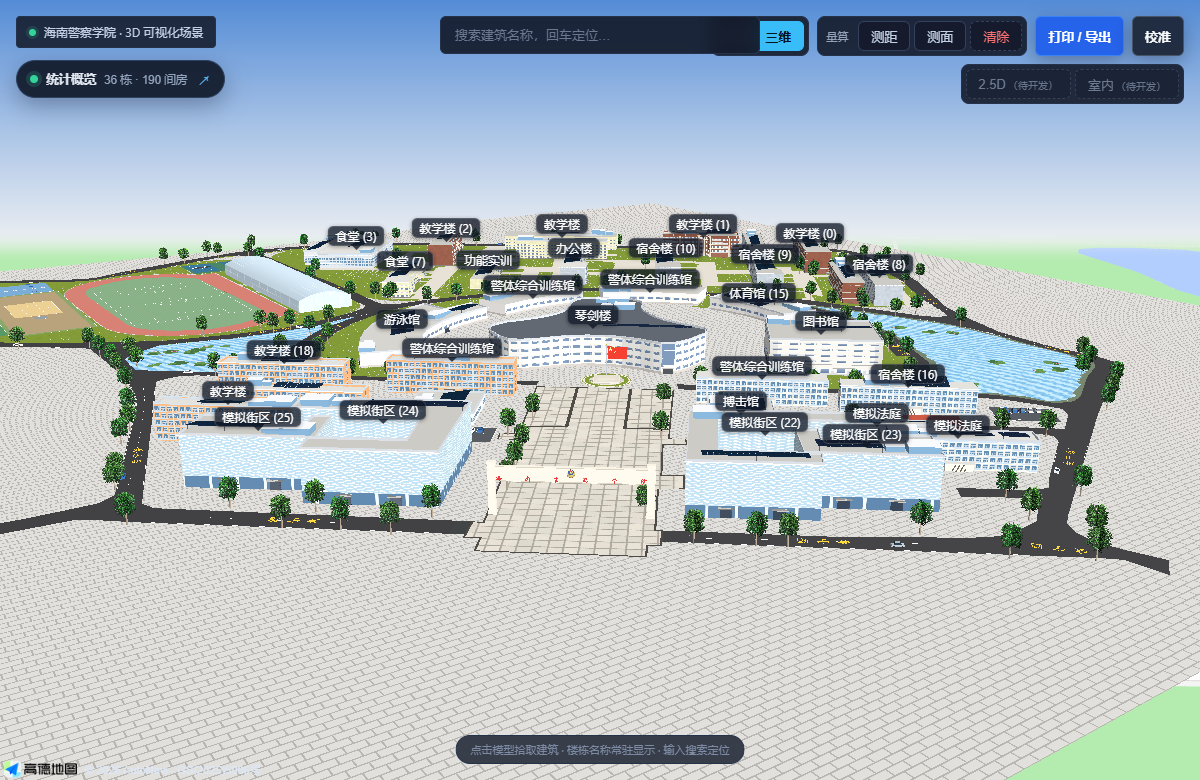 海南警察学院 · 3D 可视化场景
搜索建筑名称，回车定位...
三维
量算
测距
测面
清除
打印 / 导出
校准
统计概览 36 栋 · 190 间房 ↗
2.5D （待开发）
室内 （待开发）
食堂 (3)
教学楼 (2)
教学楼
教学楼 (1)
教学楼 (0)
食堂 (7)
功能实训
办公楼
宿舍楼 (10)
宿舍楼 (9)
宿舍楼 (8)
警体综合训练馆
警体综合训练馆
体育馆 (15)
游泳馆
琴剑楼
图书馆
教学楼 (18)
警体综合训练馆
警体综合训练馆
宿舍楼 (16)
教学楼
模拟街区 (25)
模拟街区 (24)
搏击馆
模拟街区 (22)
模拟法庭
模拟街区 (23)
模拟法庭
点击模型拾取建筑 · 楼栋名称常驻显示 · 输入搜索定位
高德地图